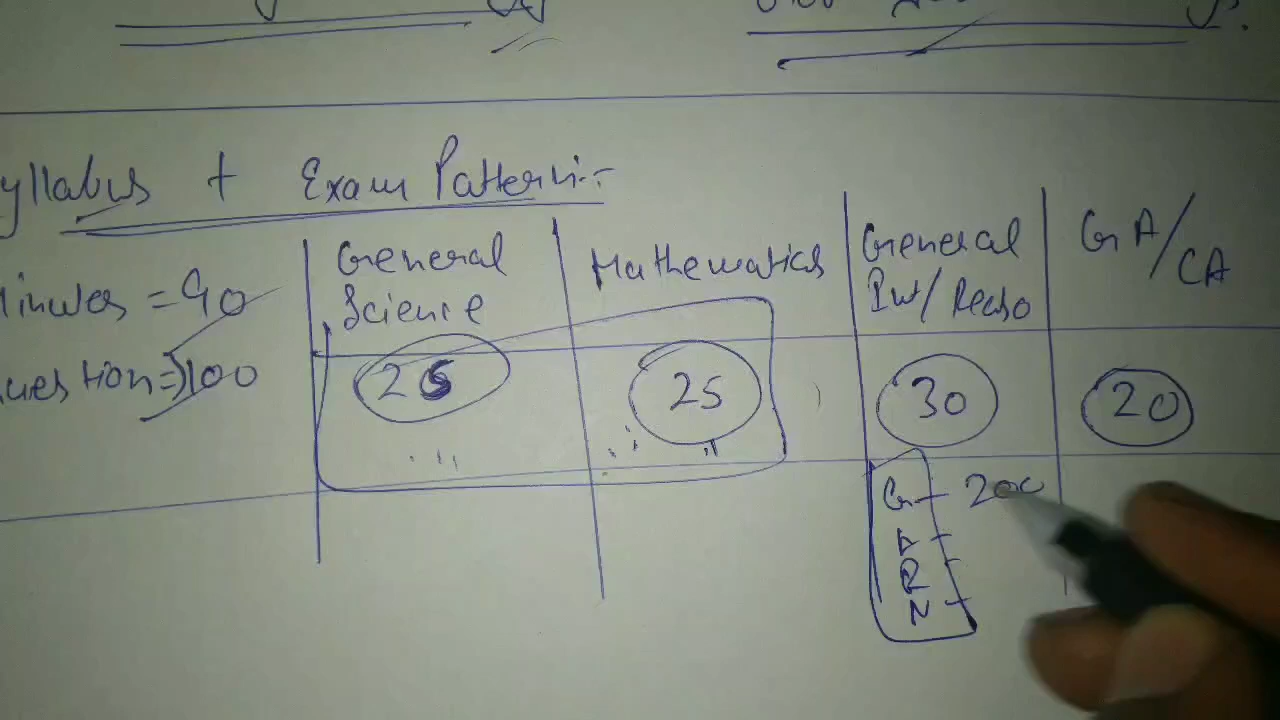 yllabus + Exam Pattern:-
inutes = 90
uestion => 100
General Science
Mathematics
General Int/Reaso
GA/CA
25
25
30
20
G - 200
A
R
N